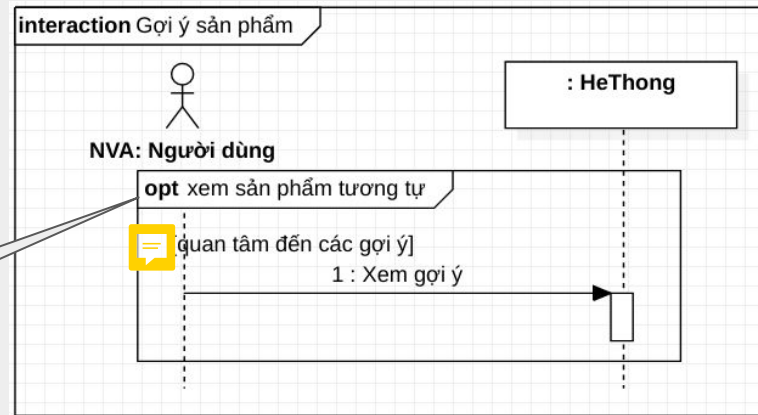 interaction Gợi ý sản phẩm
: HeThong
NVA: Người dùng
opt xem sản phẩm tương tự
[quan tâm đến các gợi ý]
1 : Xem gợi ý